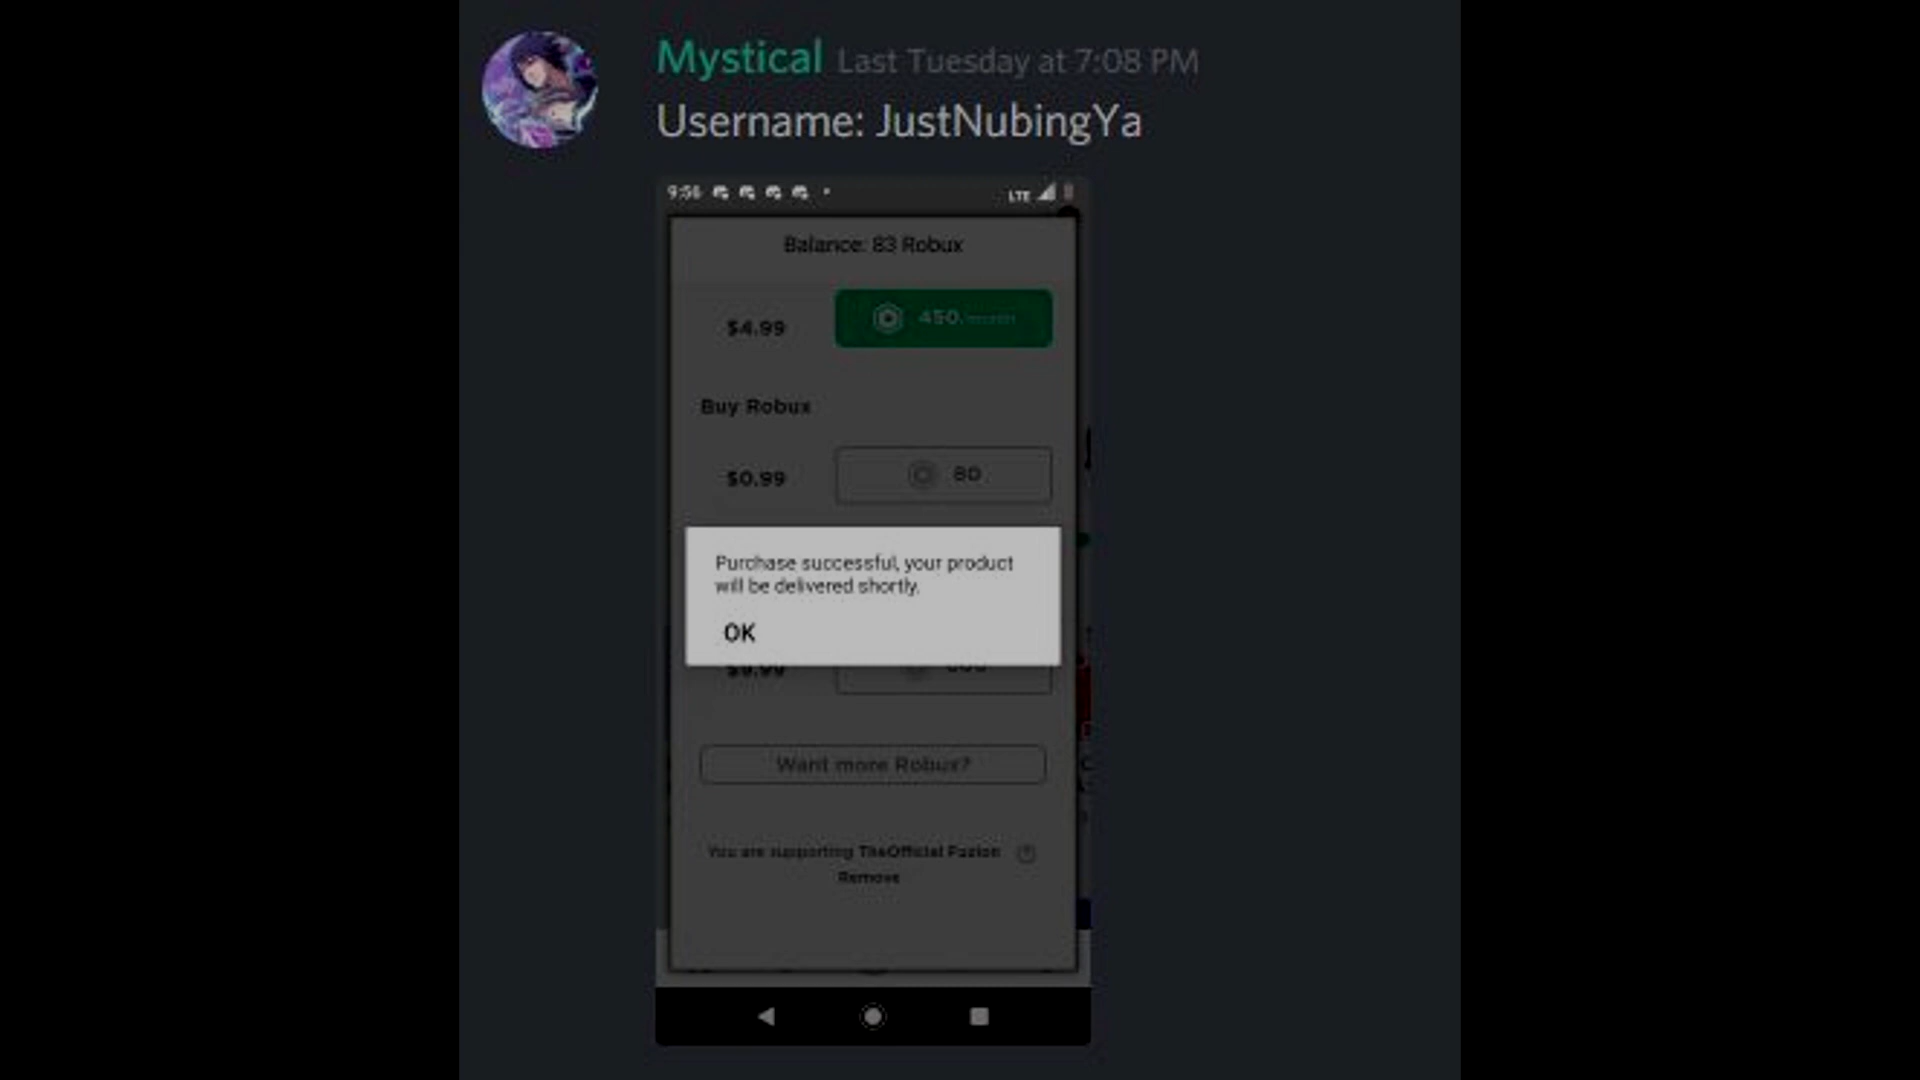 Mystical Last Tuesday at 7:08 PM
Username: JustNubingYa
9:56 LTE
Balance: 83 Robux
$4.99 450
Buy Robux
$0.99 80
Purchase successful, your product
will be delivered shortly.
OK
$9.99
Want more Robux?
You are supporting TheOfficial Fuzion
Remove